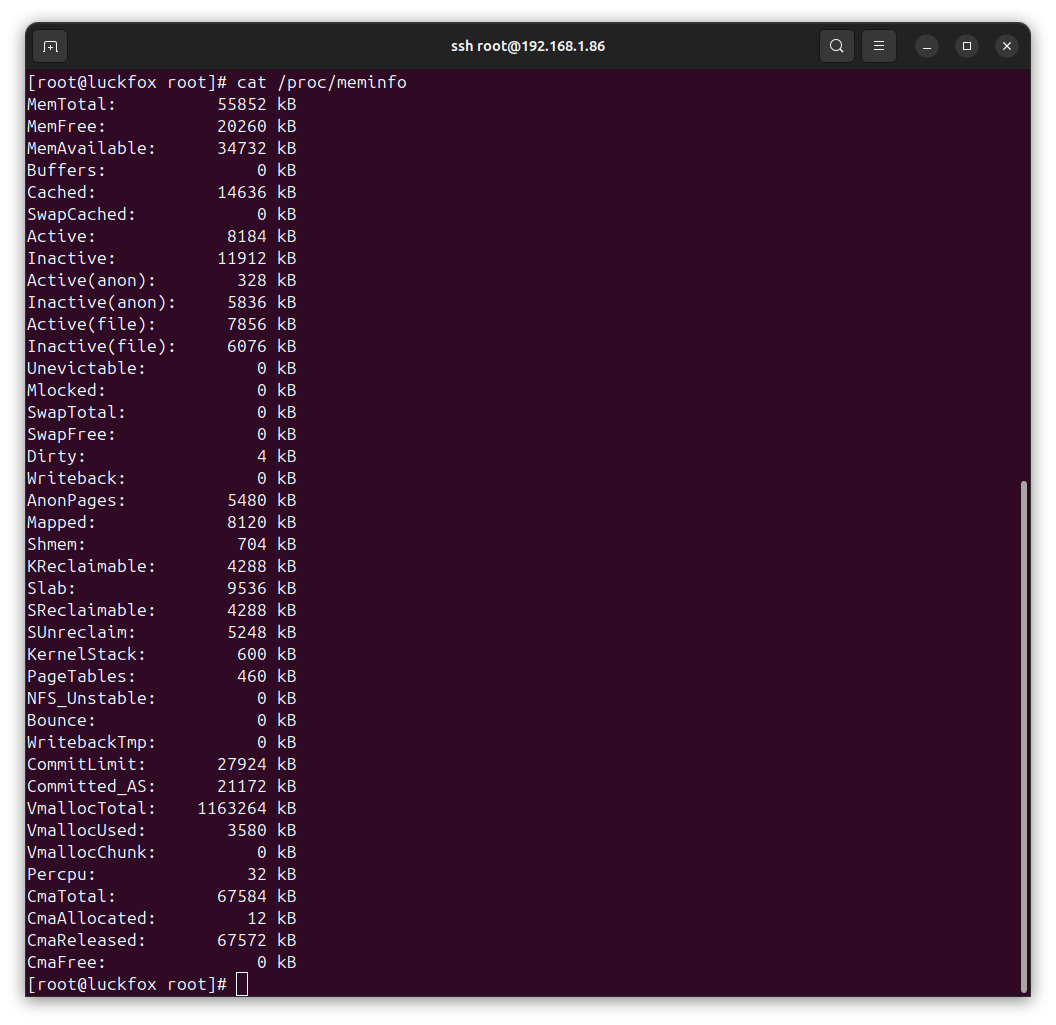 ssh root@192.168.1.86
[root@luckfox root]# cat /proc/meminfo
MemTotal:          55852 kB
MemFree:           20260 kB
MemAvailable:      34732 kB
Buffers:               0 kB
Cached:            14636 kB
SwapCached:            0 kB
Active:             8184 kB
Inactive:          11912 kB
Active(anon):        328 kB
Inactive(anon):     5836 kB
Active(file):       7856 kB
Inactive(file):     6076 kB
Unevictable:           0 kB
Mlocked:               0 kB
SwapTotal:             0 kB
SwapFree:              0 kB
Dirty:                 4 kB
Writeback:             0 kB
AnonPages:          5480 kB
Mapped:             8120 kB
Shmem:               704 kB
KReclaimable:       4288 kB
Slab:               9536 kB
SReclaimable:       4288 kB
SUnreclaim:         5248 kB
KernelStack:         600 kB
PageTables:          460 kB
NFS_Unstable:          0 kB
Bounce:                0 kB
WritebackTmp:          0 kB
CommitLimit:       27924 kB
Committed_AS:      21172 kB
VmallocTotal:    1163264 kB
VmallocUsed:        3580 kB
VmallocChunk:          0 kB
Percpu:               32 kB
CmaTotal:          67584 kB
CmaAllocated:         12 kB
CmaReleased:       67572 kB
CmaFree:               0 kB
[root@luckfox root]#